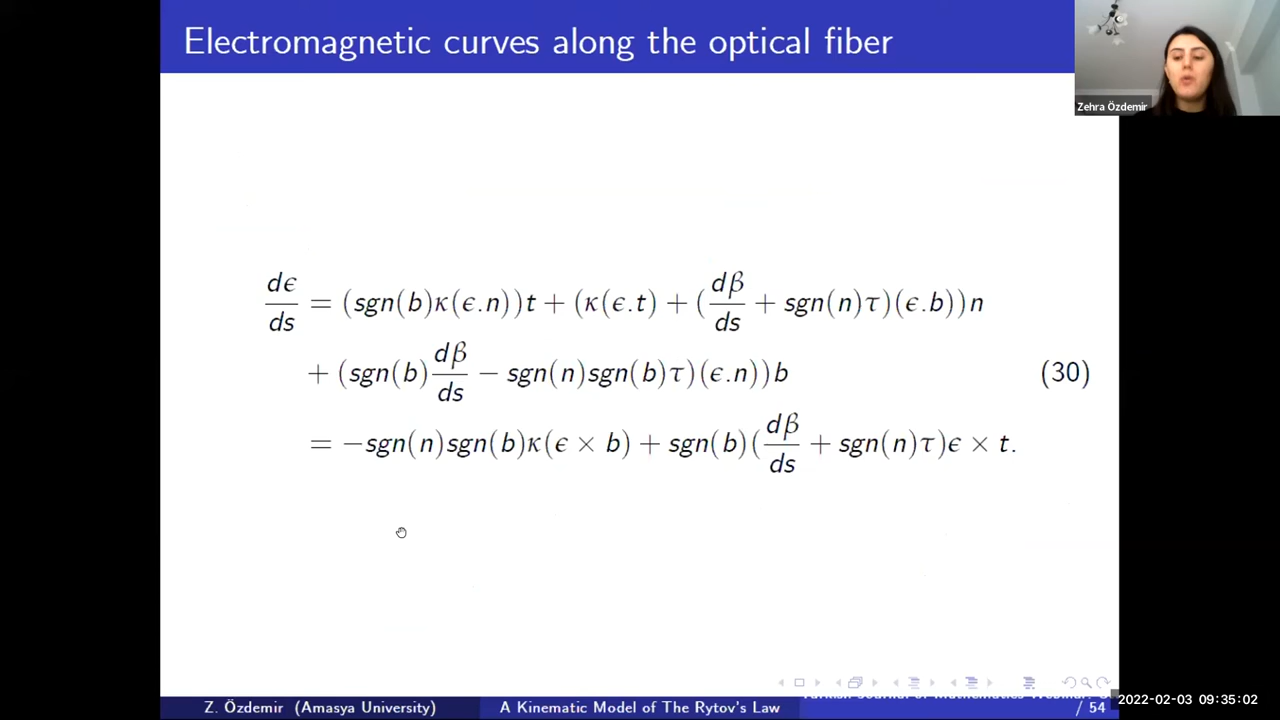 Electromagnetic curves along the optical fiber
Zehra Özdemir
dϵ/ds = (sgn(b)κ(ϵ.n))t + (κ(ϵ.t) + (dβ/ds + sgn(n)τ)(ϵ.b))n
+ (sgn(b)dβ/ds − sgn(n)sgn(b)τ)(ϵ.n))b (30)
= −sgn(n)sgn(b)κ(ϵ × b) + sgn(b)(dβ/ds + sgn(n)τ)ϵ × t.
Z. Özdemir (Amasya University) A Kinematic Model of The Rytov's Law / 54
2022-02-03 09:35:02